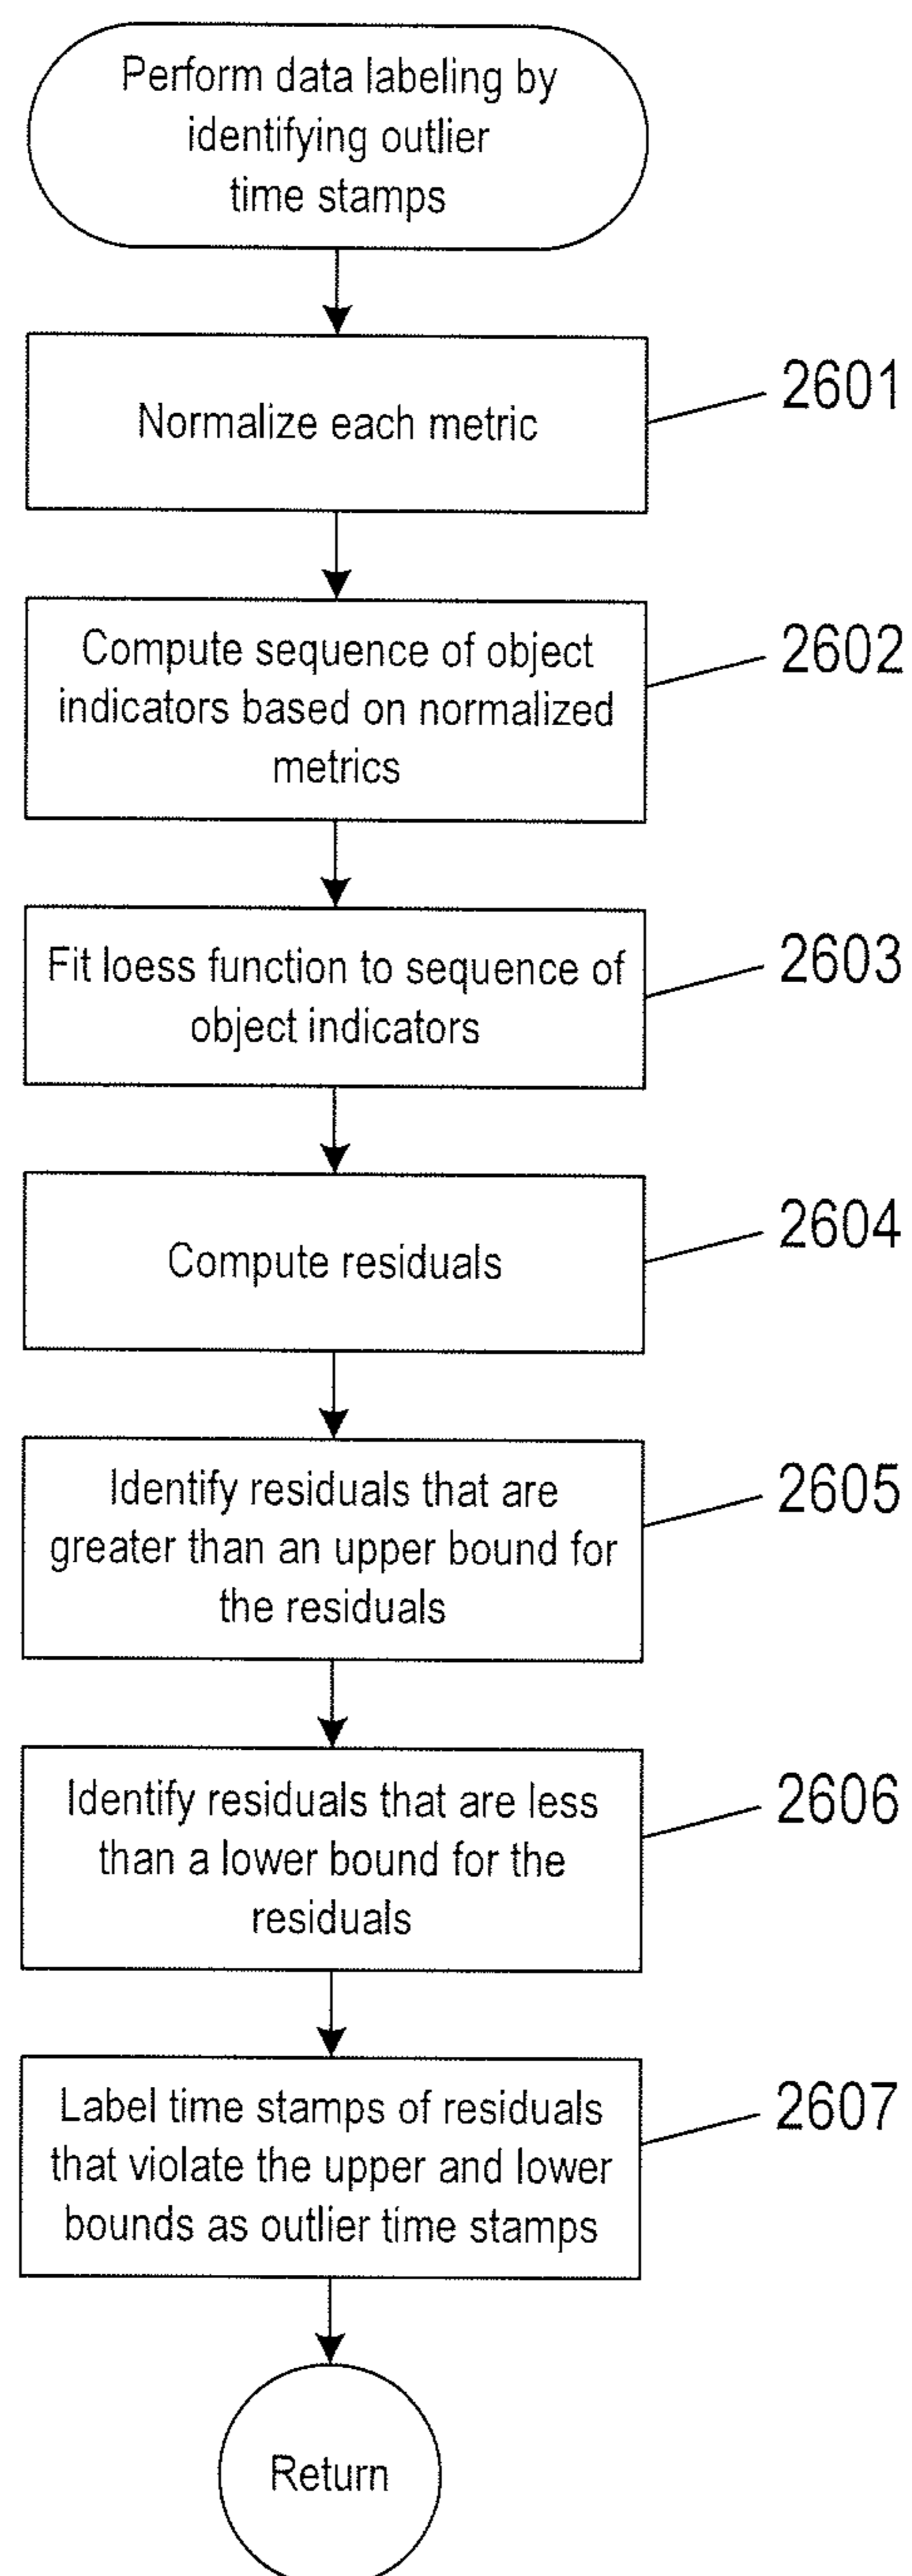 Perform data labeling by
identifying outlier
time stamps
Normalize each metric
2601
Compute sequence of object
indicators based on normalized
metrics
2602
Fit loess function to sequence of
object indicators
2603
Compute residuals
2604
Identify residuals that are
greater than an upper bound for
the residuals
2605
Identify residuals that are less
than a lower bound for the
residuals
2606
Label time stamps of residuals
that violate the upper and lower
bounds as outlier time stamps
2607
Return